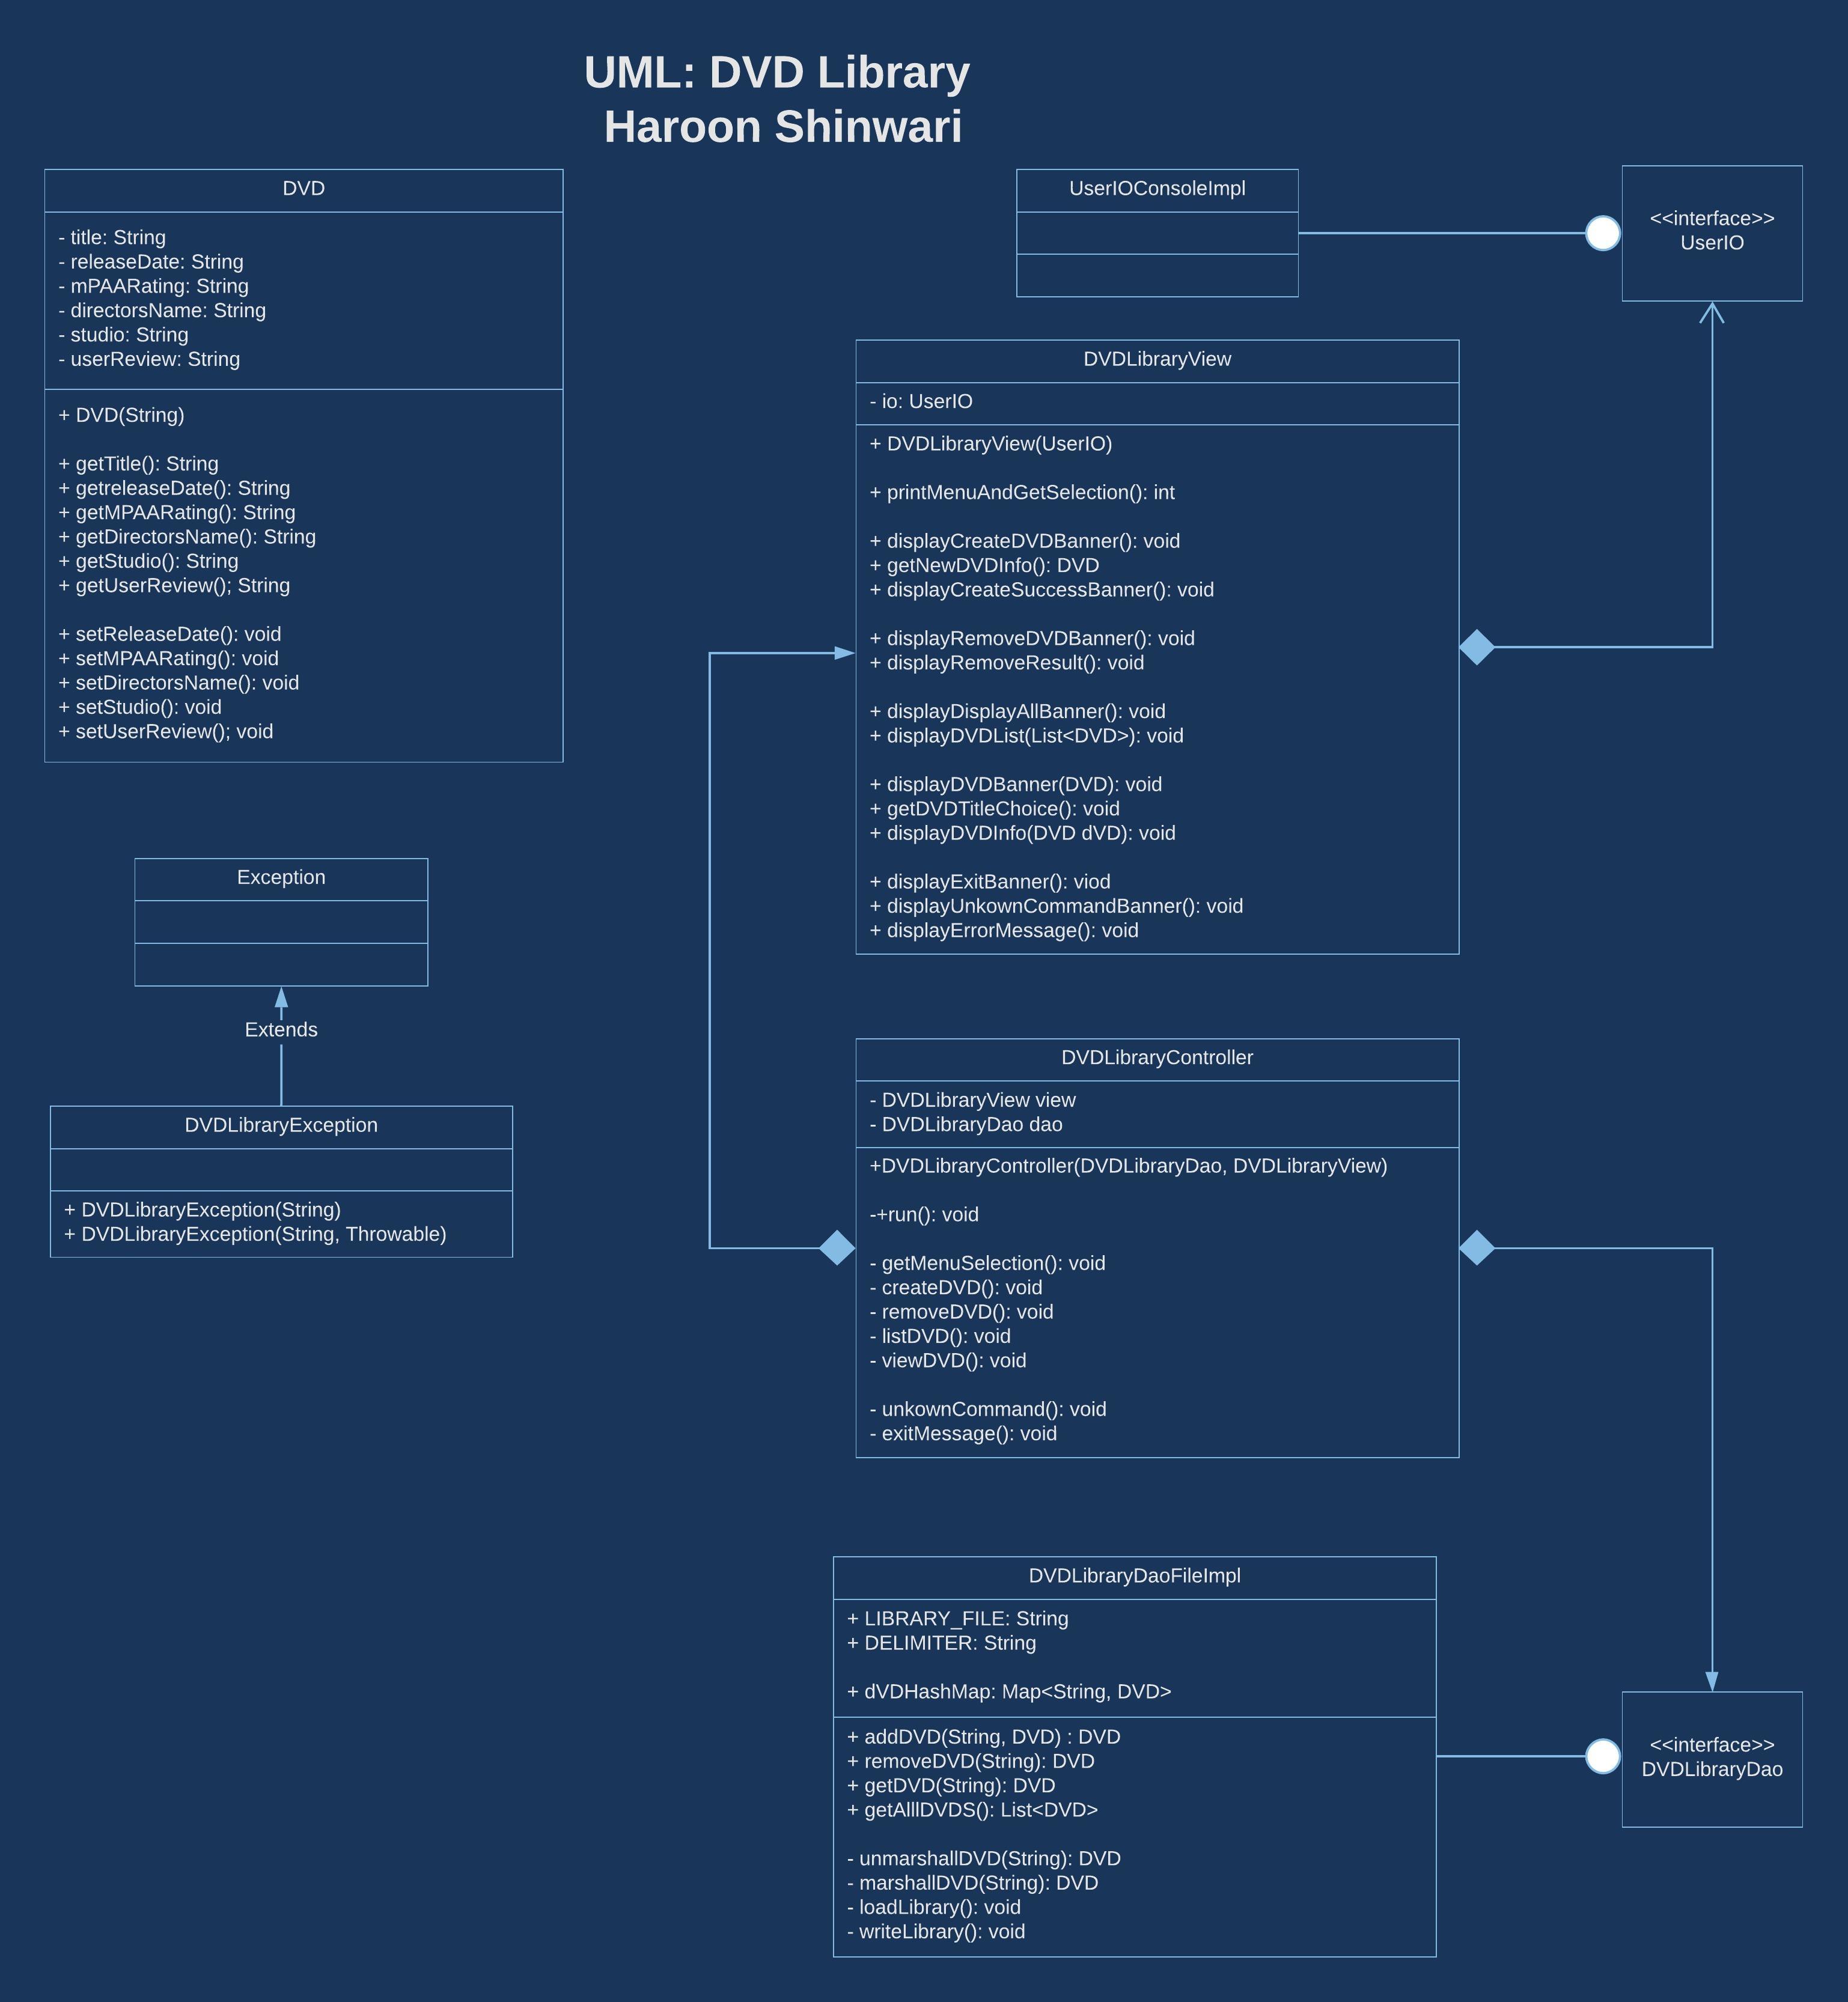 UML: DVD Library
Haroon Shinwari
DVD
- title: String
- releaseDate: String
- mPAARating: String
- directorsName: String
- studio: String
- userReview: String
+ DVD(String)
+ getTitle(): String
+ getreleaseDate(): String
+ getMPAARating(): String
+ getDirectorsName(): String
+ getStudio(): String
+ getUserReview(); String
+ setReleaseDate(): void
+ setMPAARating(): void
+ setDirectorsName(): void
+ setStudio(): void
+ setUserReview(); void
Exception
Extends
DVDLibraryException
+ DVDLibraryException(String)
+ DVDLibraryException(String, Throwable)
UserIOConsoleImpl
<<interface>>
UserIO
DVDLibraryView
- io: UserIO
+ DVDLibraryView(UserIO)
+ printMenuAndGetSelection(): int
+ displayCreateDVDBanner(): void
+ getNewDVDInfo(): DVD
+ displayCreateSuccessBanner(): void
+ displayRemoveDVDBanner(): void
+ displayRemoveResult(): void
+ displayDisplayAllBanner(): void
+ displayDVDList(List<DVD>): void
+ displayDVDBanner(DVD): void
+ getDVDTitleChoice(): void
+ displayDVDInfo(DVD dVD): void
+ displayExitBanner(): viod
+ displayUnkownCommandBanner(): void
+ displayErrorMessage(): void
DVDLibraryController
- DVDLibraryView view
- DVDLibraryDao dao
+DVDLibraryController(DVDLibraryDao, DVDLibraryView)
-+run(): void
- getMenuSelection(): void
- createDVD(): void
- removeDVD(): void
- listDVD(): void
- viewDVD(): void
- unkownCommand(): void
- exitMessage(): void
DVDLibraryDaoFileImpl
+ LIBRARY_FILE: String
+ DELIMITER: String
+ dVDHashMap: Map<String, DVD>
+ addDVD(String, DVD) : DVD
+ removeDVD(String): DVD
+ getDVD(String): DVD
+ getAlllDVDS(): List<DVD>
- unmarshallDVD(String): DVD
- marshallDVD(String): DVD
- loadLibrary(): void
- writeLibrary(): void
<<interface>>
DVDLibraryDao